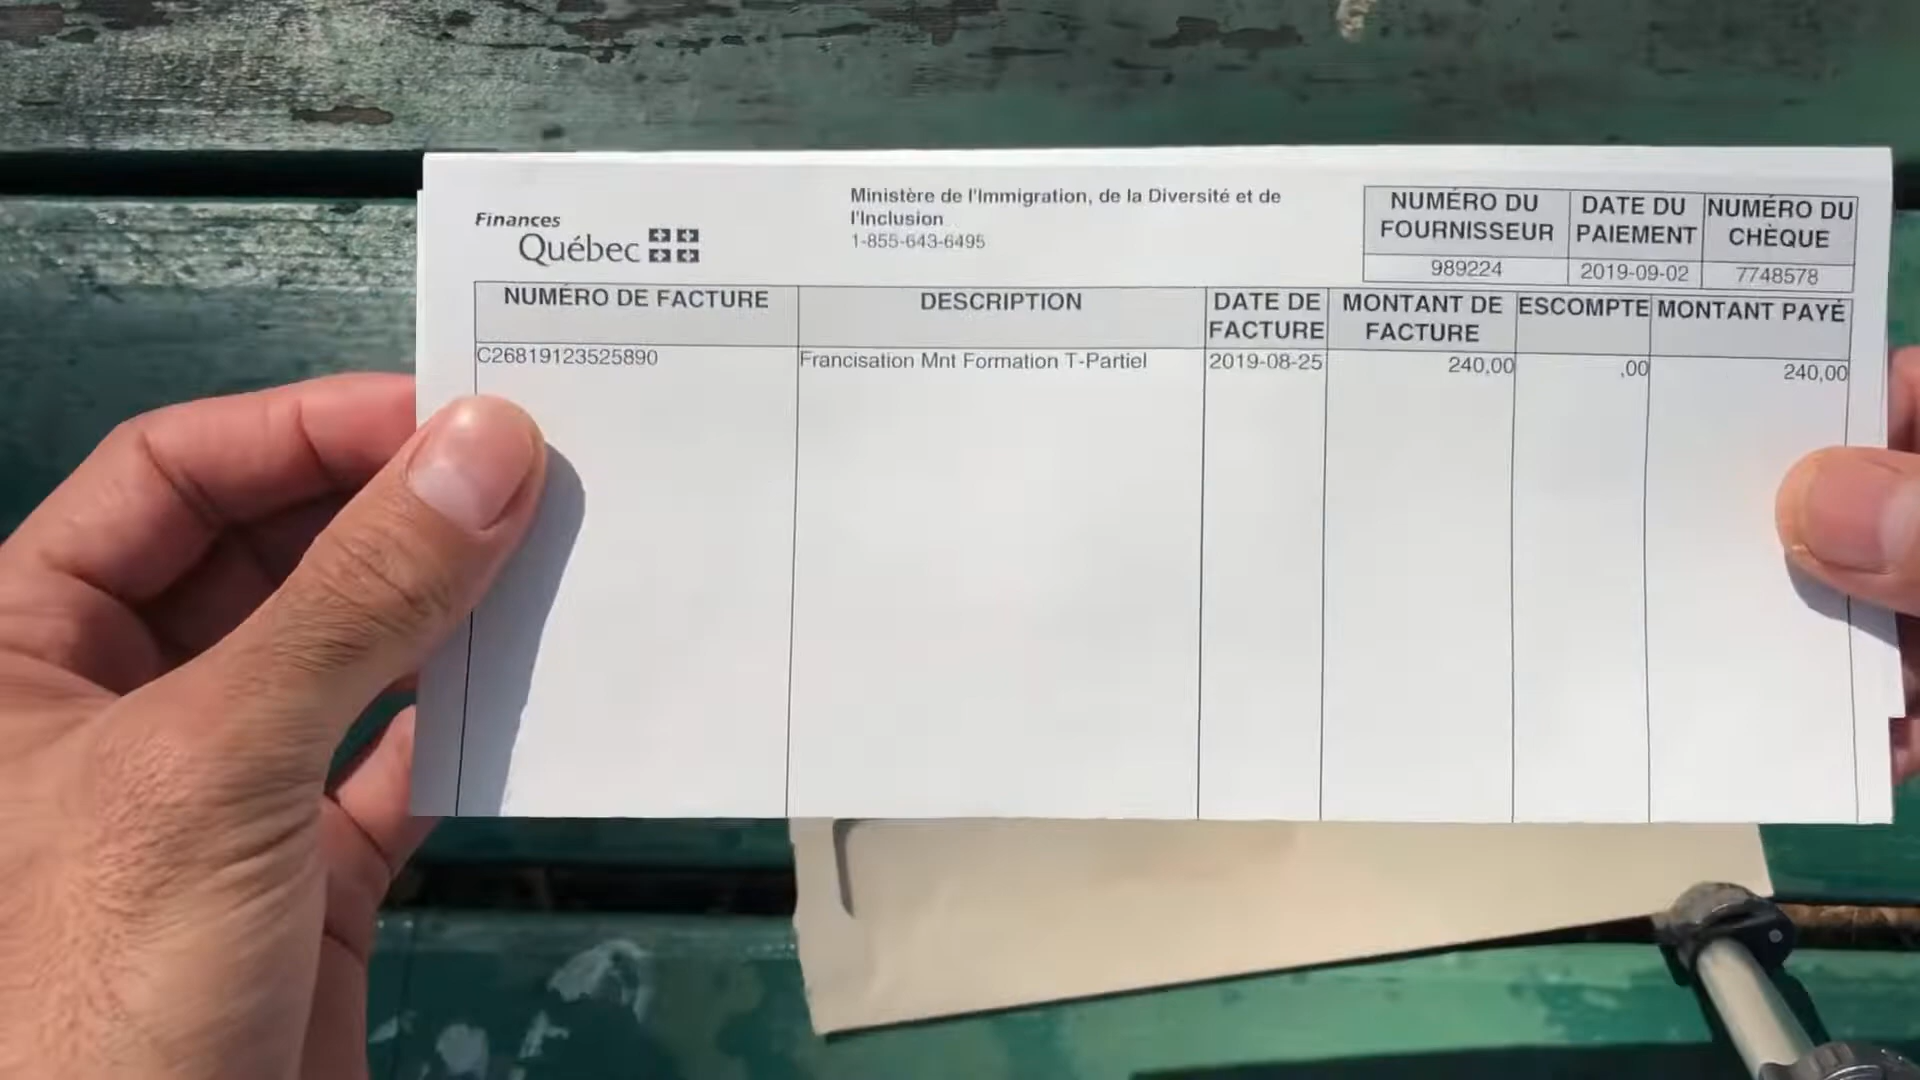 Finances
Québec
Ministère de l'Immigration, de la Diversité et de
l'Inclusion
1-855-643-6495
NUMÉRO DU
FOURNISSEUR
DATE DU
PAIEMENT
NUMÉRO DU
CHÈQUE
989224
2019-09-02
7748578
NUMÉRO DE FACTURE
DESCRIPTION
DATE DE
FACTURE
MONTANT DE
FACTURE
ESCOMPTE
MONTANT PAYÉ
C26819123525890
Francisation Mnt Formation T-Partiel
2019-08-25
240,00
,00
240,00